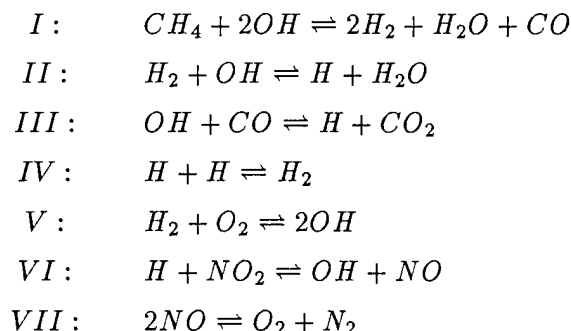 I : CH₄ + 2OH ⇌ 2H₂ + H₂O + CO
II : H₂ + OH ⇌ H + H₂O
III : OH + CO ⇌ H + CO₂
IV : H + H ⇌ H₂
V : H₂ + O₂ ⇌ 2OH
VI : H + NO₂ ⇌ OH + NO
VII : 2NO ⇌ O₂ + N₂